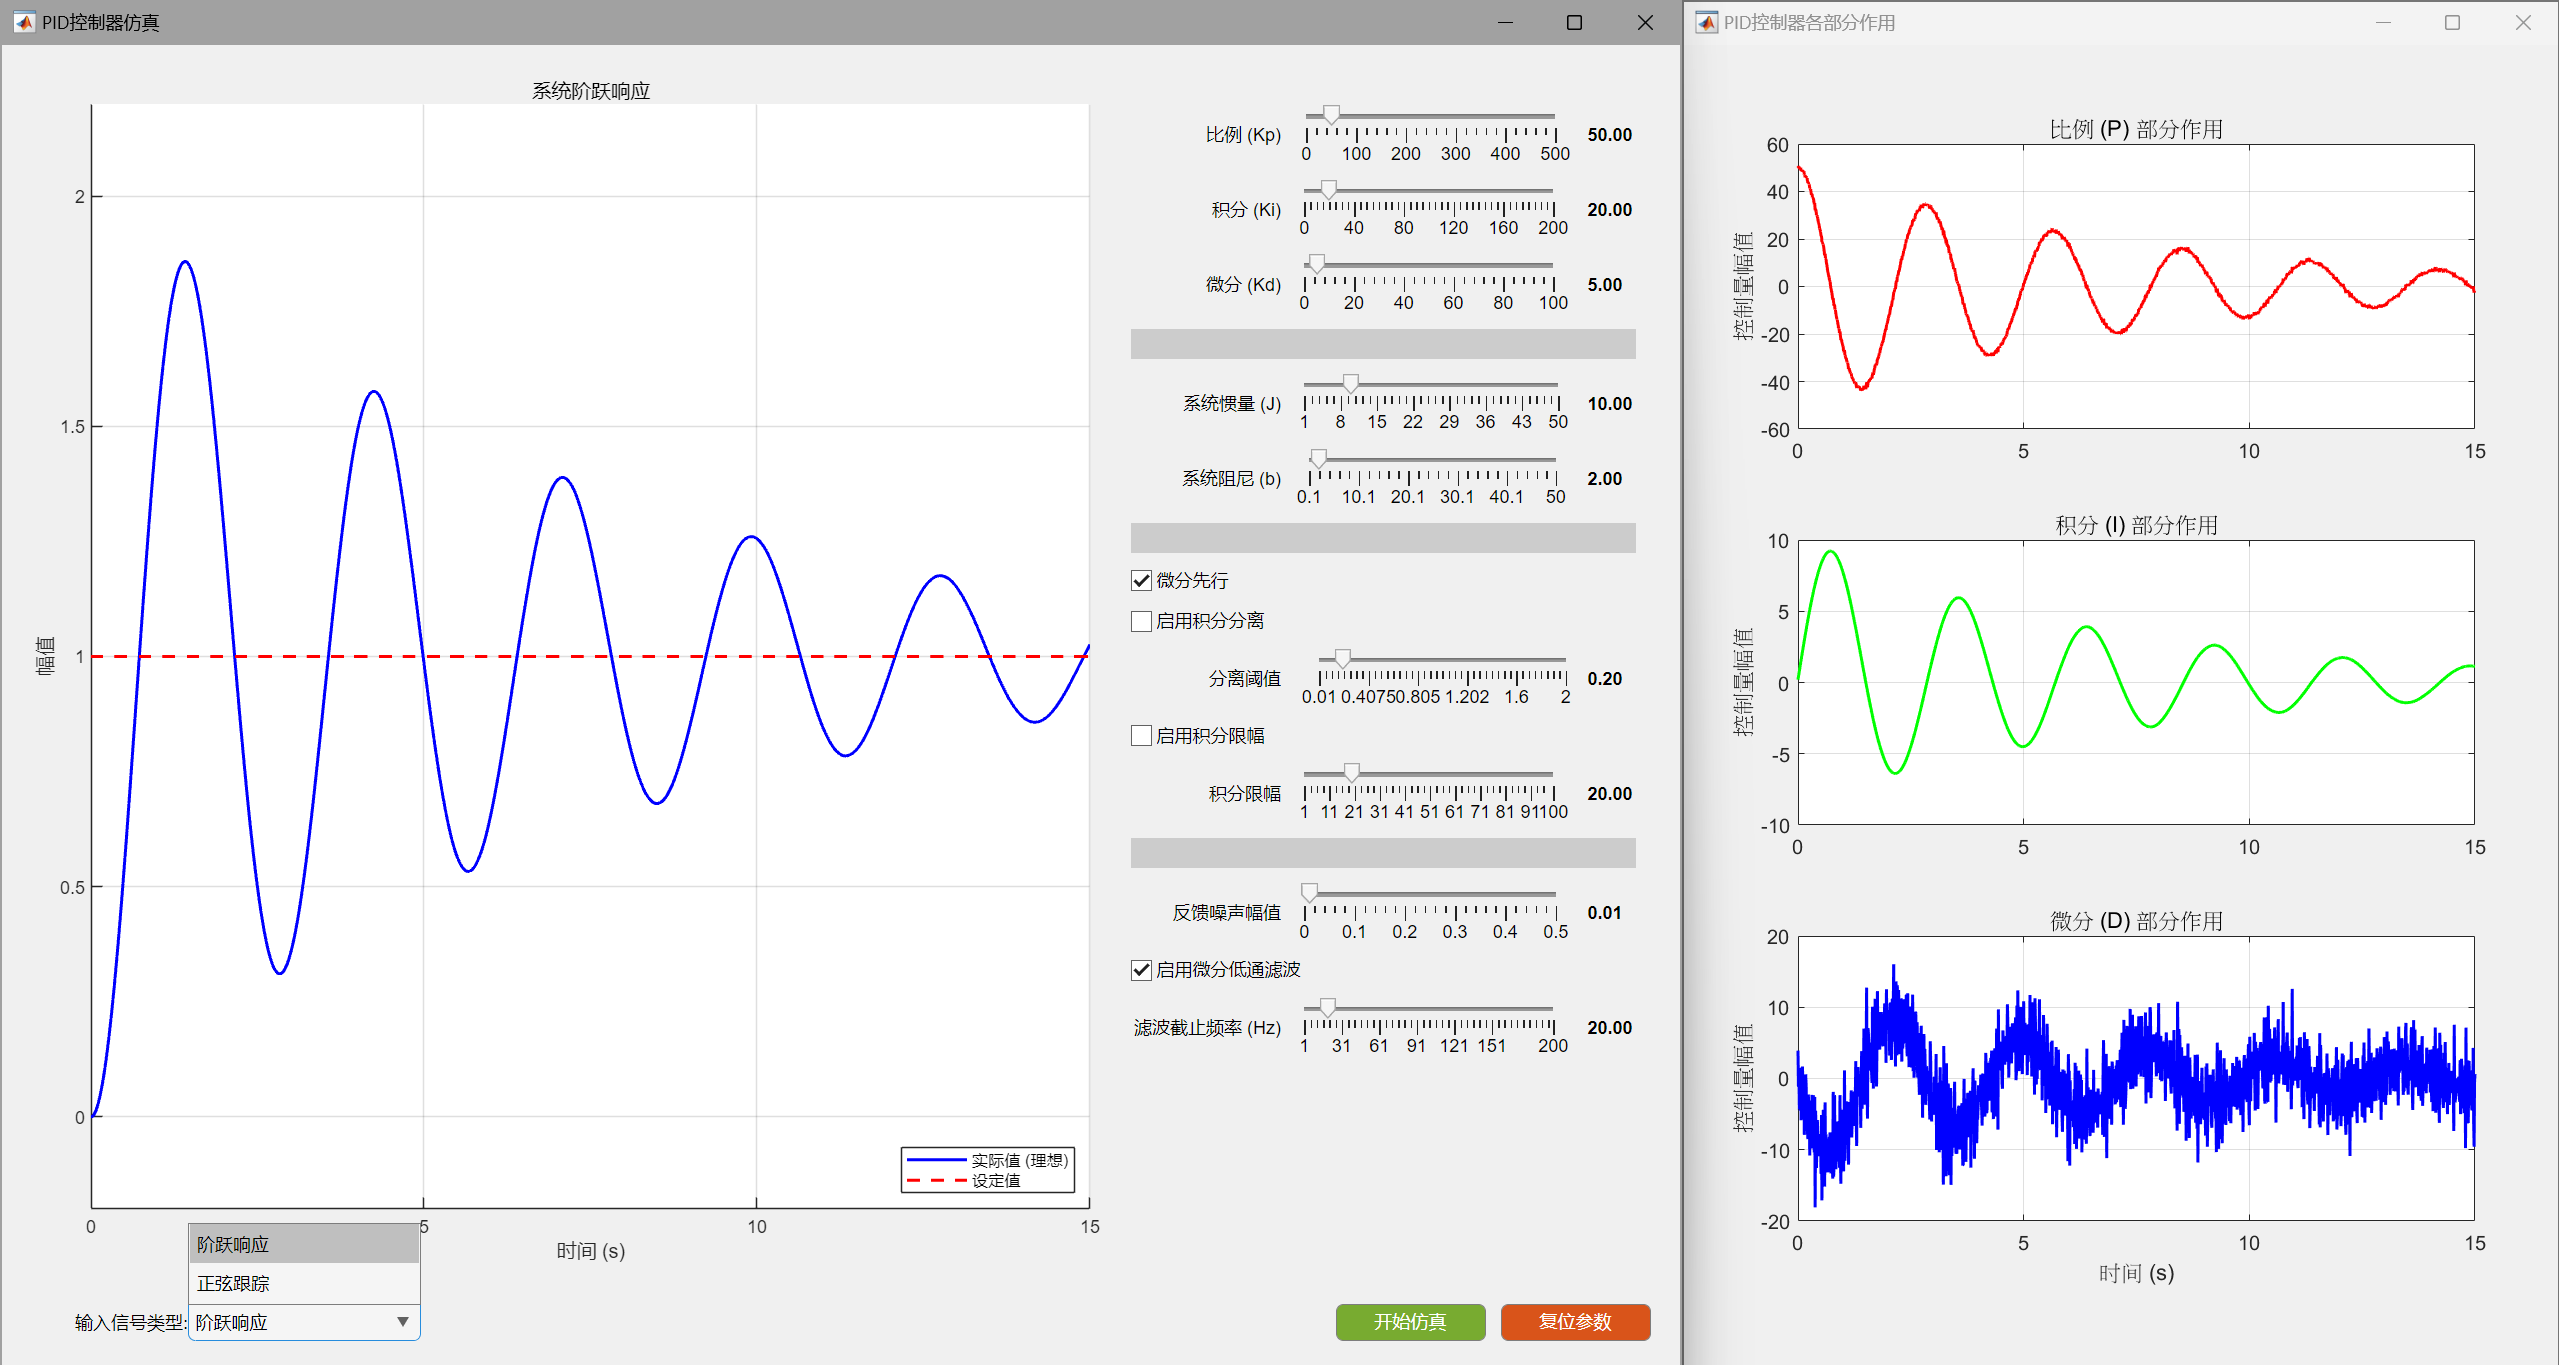 PID控制器仿真
系统阶跃响应
2
1.5
1
0.5
0
幅值
0 5 10 15
时间 (s)
实际值 (理想)
设定值
阶跃响应
正弦跟踪
输入信号类型: 阶跃响应
比例 (Kp) 50.00
0 100 200 300 400 500
积分 (Ki) 20.00
0 40 80 120 160 200
微分 (Kd) 5.00
0 20 40 60 80 100
系统惯量 (J) 10.00
1 8 15 22 29 36 43 50
系统阻尼 (b) 2.00
0.1 10.1 20.1 30.1 40.1 50
微分先行
启用积分分离
分离阈值 0.20
0.01 0.4075 0.805 1.202 1.6 2
启用积分限幅
积分限幅 20.00
1 11 21 31 41 51 61 71 81 91 100
反馈噪声幅值 0.01
0 0.1 0.2 0.3 0.4 0.5
启用微分低通滤波
滤波截止频率 (Hz) 20.00
1 31 61 91 121 151 200
开始仿真 复位参数
PID控制器各部分作用
比例 (P) 部分作用
60
40
20
0
-20
-40
-60
控制量幅值
0 5 10 15
积分 (I) 部分作用
10
5
0
-5
-10
控制量幅值
0 5 10 15
微分 (D) 部分作用
20
10
0
-10
-20
控制量幅值
0 5 10 15
时间 (s)